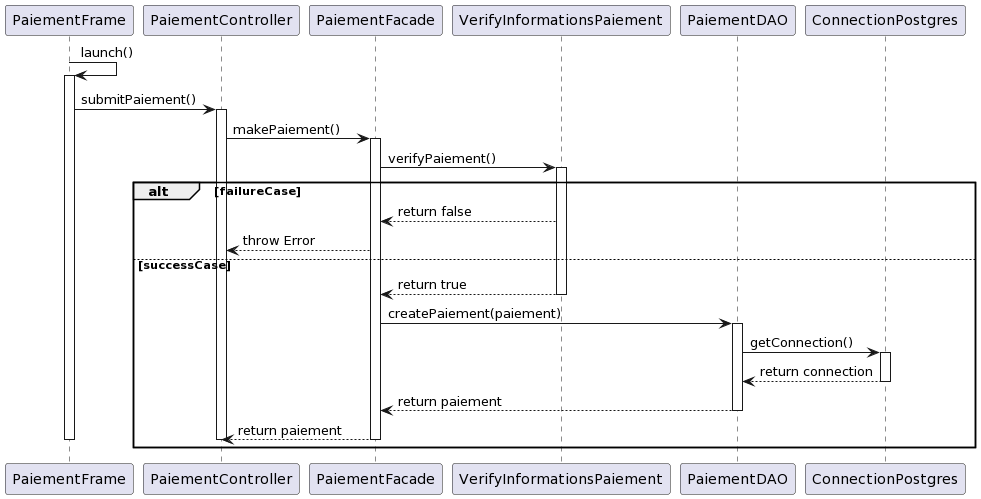 PaiementFrame PaiementController PaiementFacade VerifyInformationsPaiement PaiementDAO ConnectionPostgres
launch()
submitPaiement()
makePaiement()
verifyPaiement()
alt [failureCase]
return false
throw Error
[successCase]
return true
createPaiement(paiement)
getConnection()
return connection
return paiement
return paiement
PaiementFrame PaiementController PaiementFacade VerifyInformationsPaiement PaiementDAO ConnectionPostgres